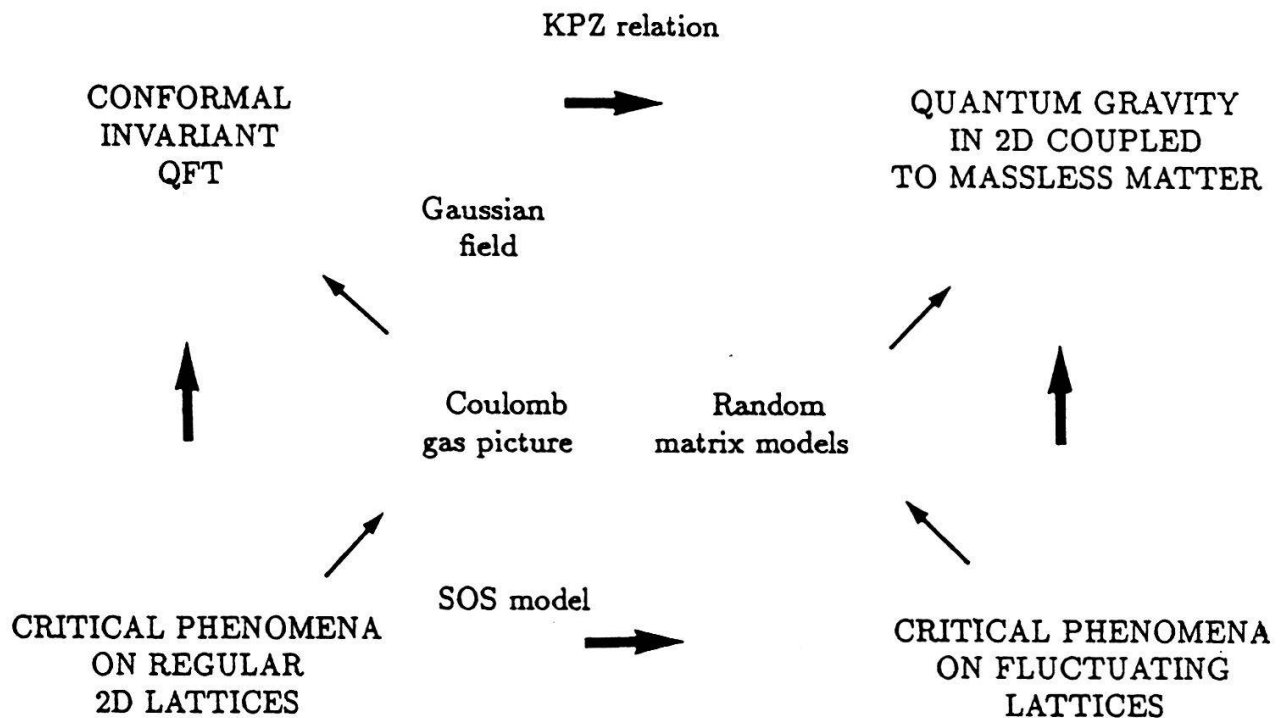 KPZ relation
CONFORMAL
INVARIANT
QFT
QUANTUM GRAVITY
IN 2D COUPLED
TO MASSLESS MATTER
Gaussian
field
Coulomb
gas picture
Random
matrix models
SOS model
CRITICAL PHENOMENA
ON REGULAR
2D LATTICES
CRITICAL PHENOMENA
ON FLUCTUATING
LATTICES